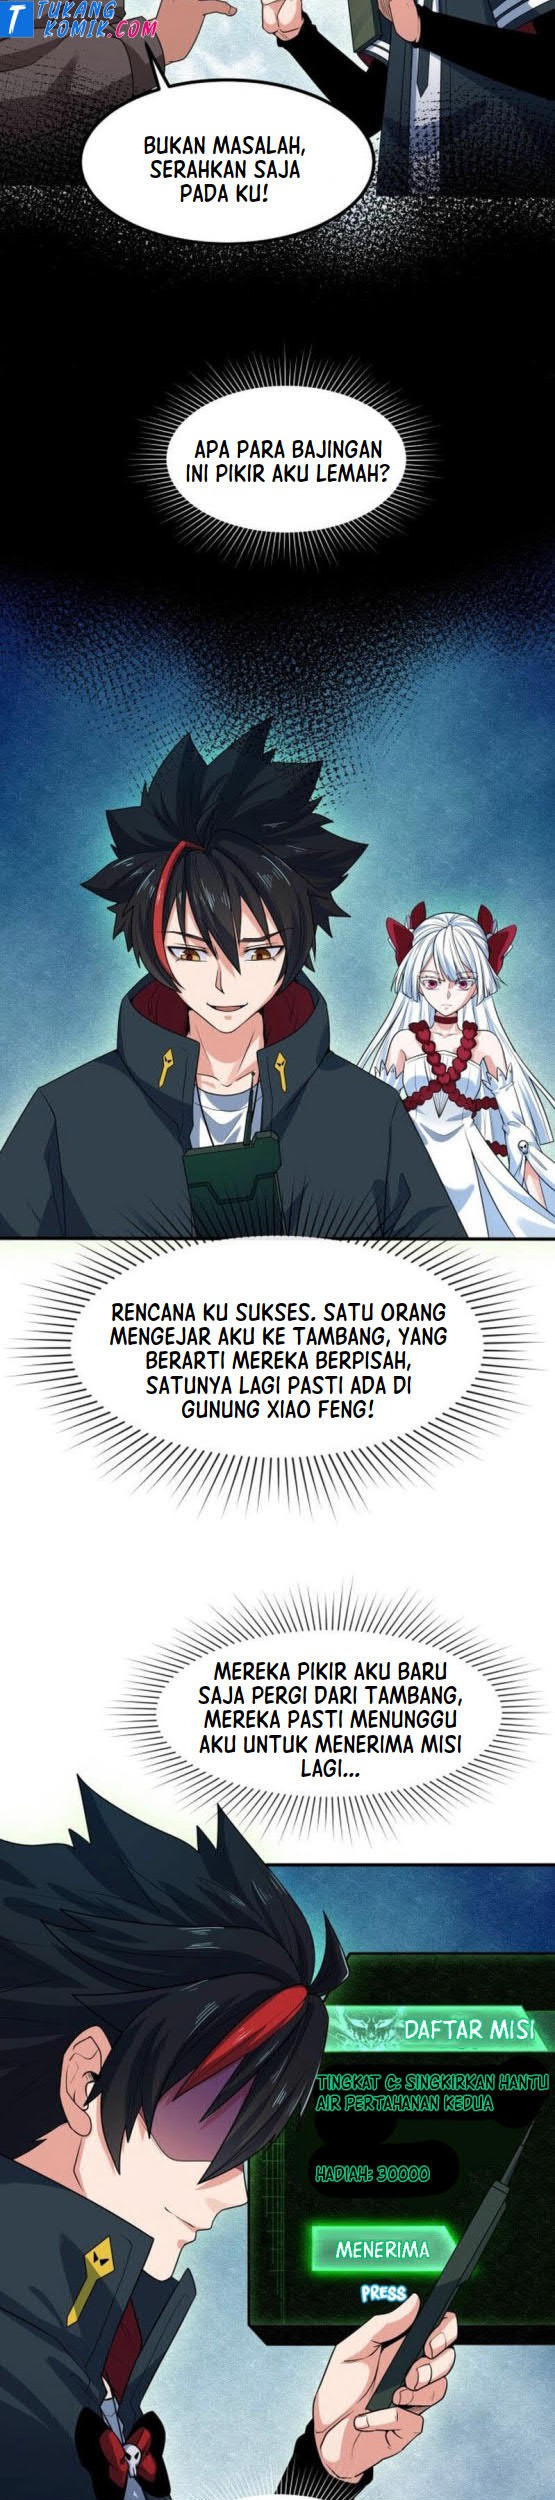 TUKANG
KOMIK.COM
BUKAN MASALAH,
SERAHKAN SAJA
PADA KU!
APA PARA BAJINGAN
INI PIKIR AKU LEMAH?
RENCANA KU SUKSES. SATU ORANG
MENGEJAR AKU KE TAMBANG, YANG
BERARTI MEREKA BERPISAH,
SATUNYA LAGI PASTI ADA DI
GUNUNG XIAO FENG!
MEREKA PIKIR AKU BARU
SAJA PERGI DARI TAMBANG,
MEREKA PASTI MENUNGGU
AKU UNTUK MENERIMA MISI
LAGI...
DAFTAR MISI
TINGKAT C: SINGKIRKAN HANTU
AIR PERTAHANAN KEDUA
HADIAH: 30000
MENERIMA
PRESS